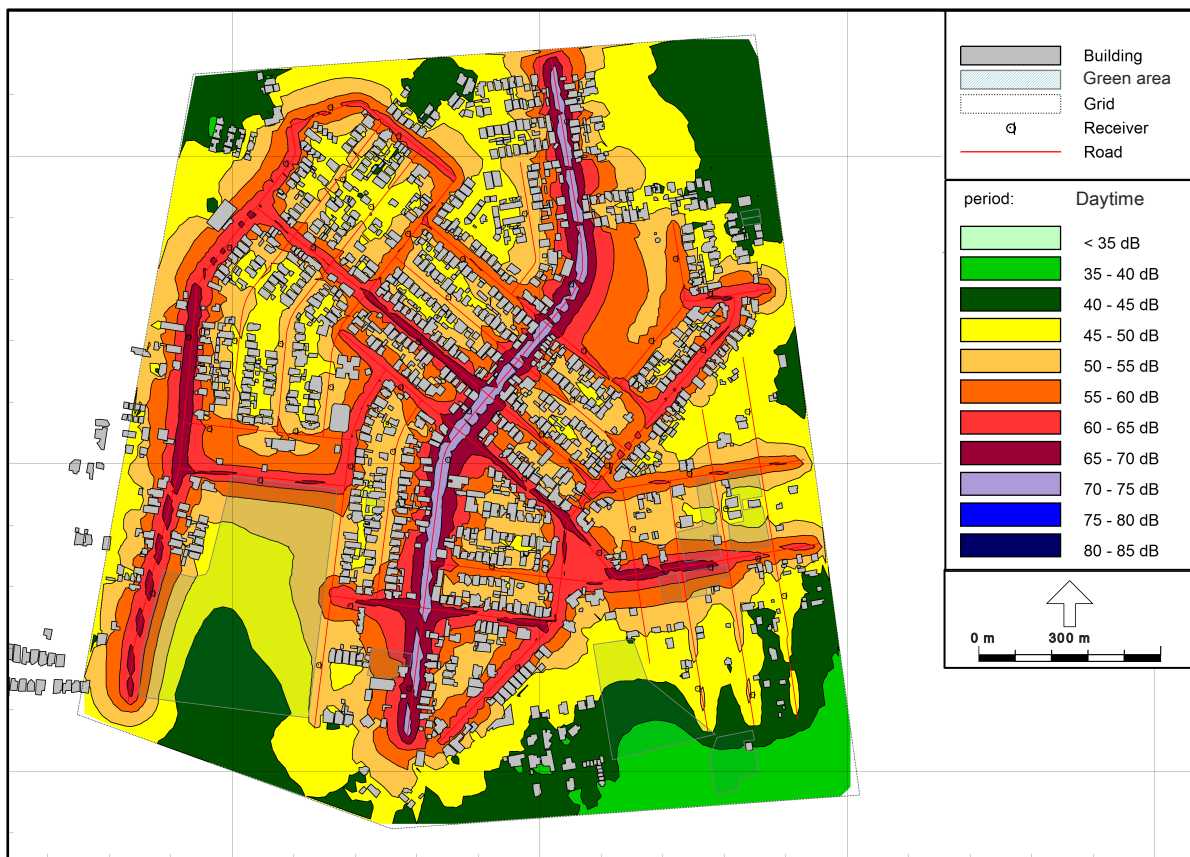 Building
Green area
Grid
Receiver
Road
period: Daytime
< 35 dB
35 - 40 dB
40 - 45 dB
45 - 50 dB
50 - 55 dB
55 - 60 dB
60 - 65 dB
65 - 70 dB
70 - 75 dB
75 - 80 dB
80 - 85 dB
0 m 300 m